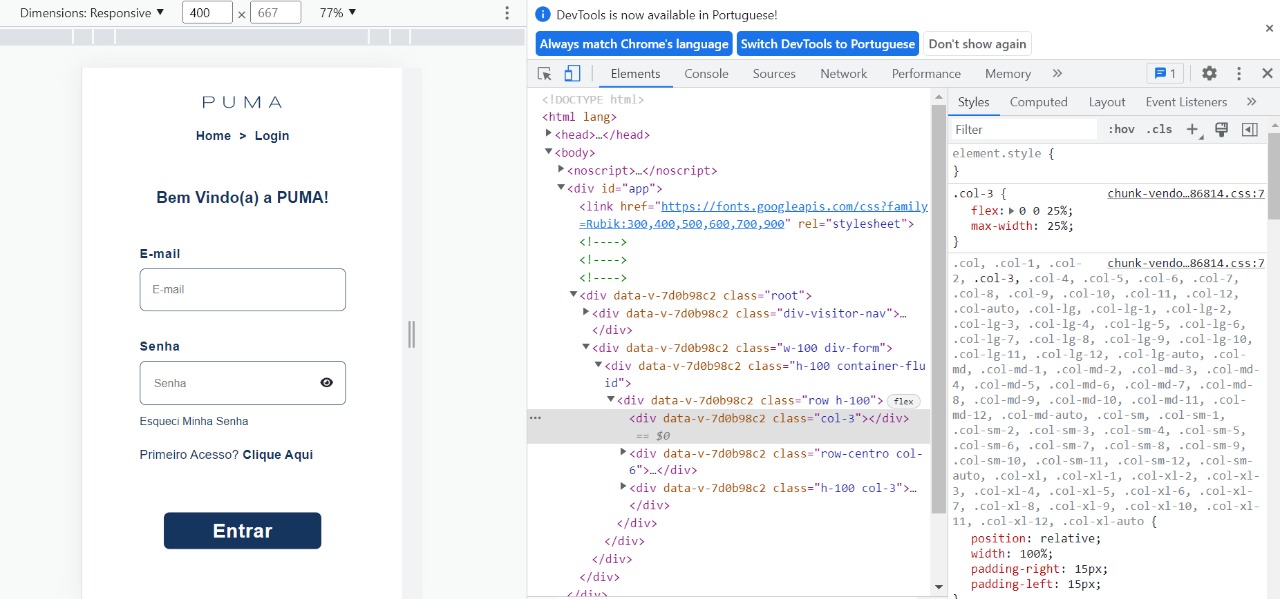 Dimensions: Responsive ▼ 400 × 667 77% ▼
PUMA
Home > Login
Bem Vindo(a) a PUMA!
E-mail
E-mail
Senha
Senha
Esqueci Minha Senha
Primeiro Acesso? Clique Aqui
Entrar
DevTools is now available in Portuguese!
Always match Chrome's language Switch DevTools to Portuguese Don't show again
Elements Console Sources Network Performance Memory » 1
<!DOCTYPE html>
<html lang>
<head>…</head>
<body>
<noscript>…</noscript>
<div id="app">
<link href="https://fonts.googleapis.com/css?family
=Rubik:300,400,500,600,700,900" rel="stylesheet">
<!---->
<!---->
<!---->
<div data-v-7d0b98c2 class="root">
<div data-v-7d0b98c2 class="div-visitor-nav">…
</div>
<div data-v-7d0b98c2 class="w-100 div-form">
<div data-v-7d0b98c2 class="h-100 container-flu
id">
<div data-v-7d0b98c2 class="row h-100"> flex
<div data-v-7d0b98c2 class="col-3"></div>
== $0
<div data-v-7d0b98c2 class="row-centro col-
6">…</div>
<div data-v-7d0b98c2 class="h-100 col-3">…
</div>
</div>
</div>
</div>
</div>
</div>
Styles Computed Layout Event Listeners »
Filter :hov .cls +
element.style {
}
.col-3 { chunk-vendo…86814.css:7
flex: 0 0 25%;
max-width: 25%;
}
.col, .col-1, .col- chunk-vendo…86814.css:7
2, .col-3, .col-4, .col-5, .col-6, .col-7,
.col-8, .col-9, .col-10, .col-11, .col-12,
.col-auto, .col-lg, .col-lg-1, .col-lg-2,
.col-lg-3, .col-lg-4, .col-lg-5, .col-lg-6,
.col-lg-7, .col-lg-8, .col-lg-9, .col-lg-10,
.col-lg-11, .col-lg-12, .col-lg-auto, .col-
md, .col-md-1, .col-md-2, .col-md-3, .col-md-
4, .col-md-5, .col-md-6, .col-md-7, .col-md-
8, .col-md-9, .col-md-10, .col-md-11, .col-
md-12, .col-md-auto, .col-sm, .col-sm-1,
.col-sm-2, .col-sm-3, .col-sm-4, .col-sm-5,
.col-sm-6, .col-sm-7, .col-sm-8, .col-sm-9,
.col-sm-10, .col-sm-11, .col-sm-12, .col-sm-
auto, .col-xl, .col-xl-1, .col-xl-2, .col-xl-
3, .col-xl-4, .col-xl-5, .col-xl-6, .col-xl-
7, .col-xl-8, .col-xl-9, .col-xl-10, .col-xl-
11, .col-xl-12, .col-xl-auto {
position: relative;
width: 100%;
padding-right: 15px;
padding-left: 15px;
}